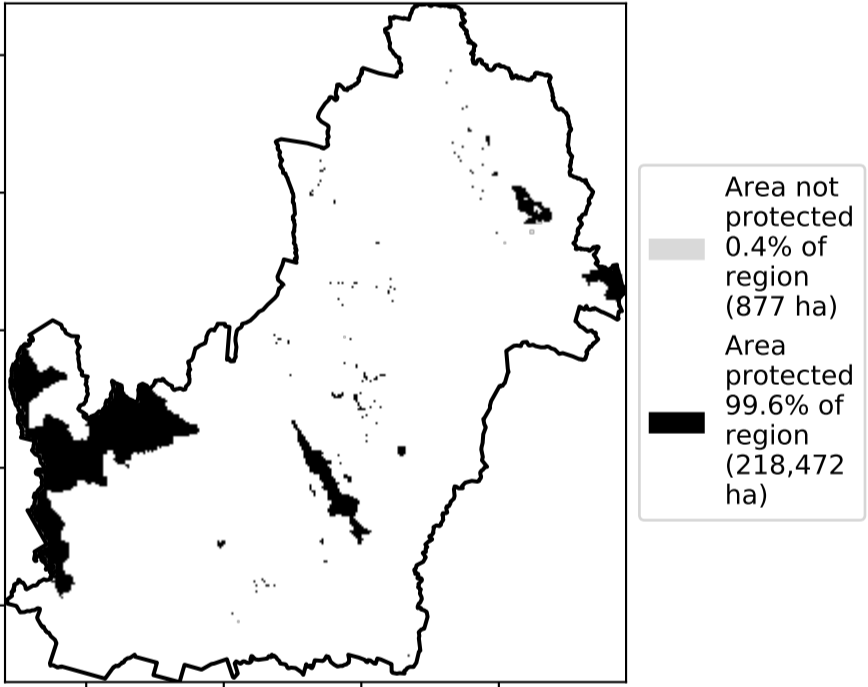 Area not
protected
0.4% of
region
(877 ha)
Area
protected
99.6% of
region
(218,472
ha)